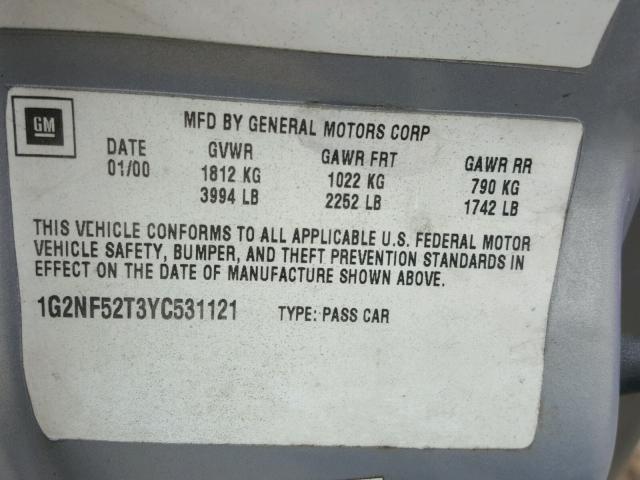 GM
MFD BY GENERAL MOTORS CORP
DATE GVWR GAWR FRT GAWR RR
01/00 1812 KG 1022 KG 790 KG
3994 LB 2252 LB 1742 LB
THIS VEHICLE CONFORMS TO ALL APPLICABLE U.S. FEDERAL MOTOR
VEHICLE SAFETY, BUMPER, AND THEFT PREVENTION STANDARDS IN
EFFECT ON THE DATE OF MANUFACTURE SHOWN ABOVE.
1G2NF52T3YC531121 TYPE: PASS CAR